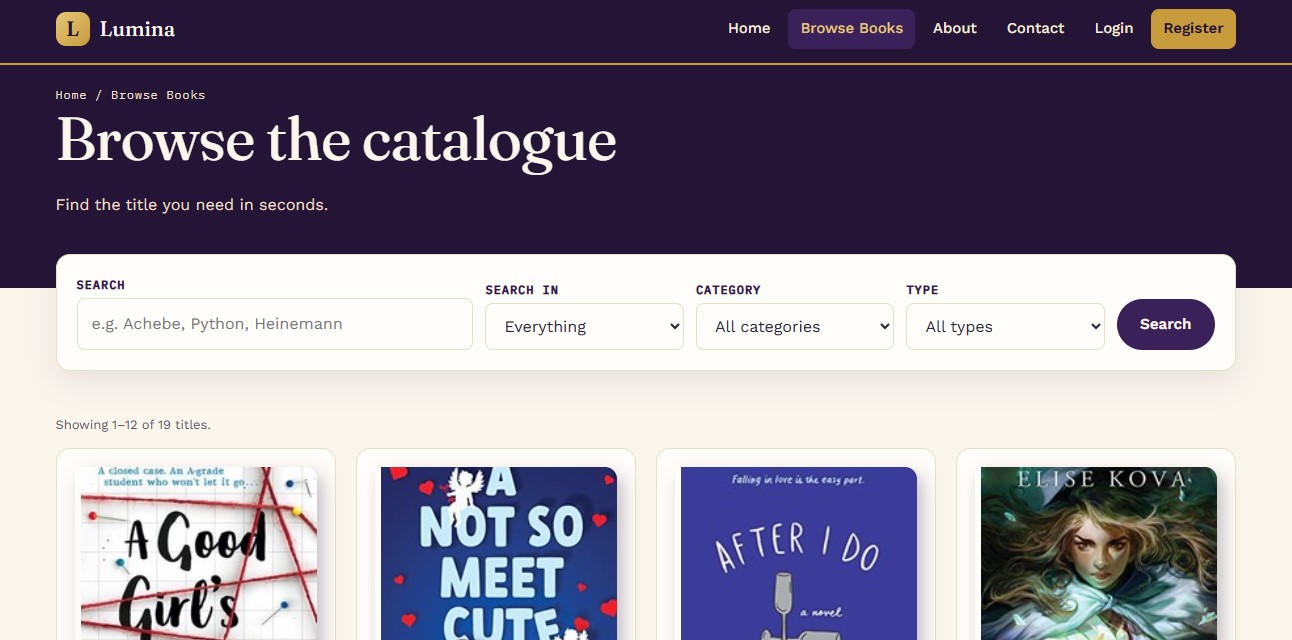 L Lumina
Home Browse Books About Contact Login Register
Home / Browse Books
Browse the catalogue
Find the title you need in seconds.
SEARCH
SEARCH IN
CATEGORY
TYPE
e.g. Achebe, Python, Heinemann
Everything
All categories
All types
Search
Showing 1–12 of 19 titles.
A closed case. An A-grade
student who won't let it go...
A Good
Girl's
A
NOT SO
MEET
CUTE
Falling in love is the easy part.
AFTER I DO
a novel
ELISE KOVA